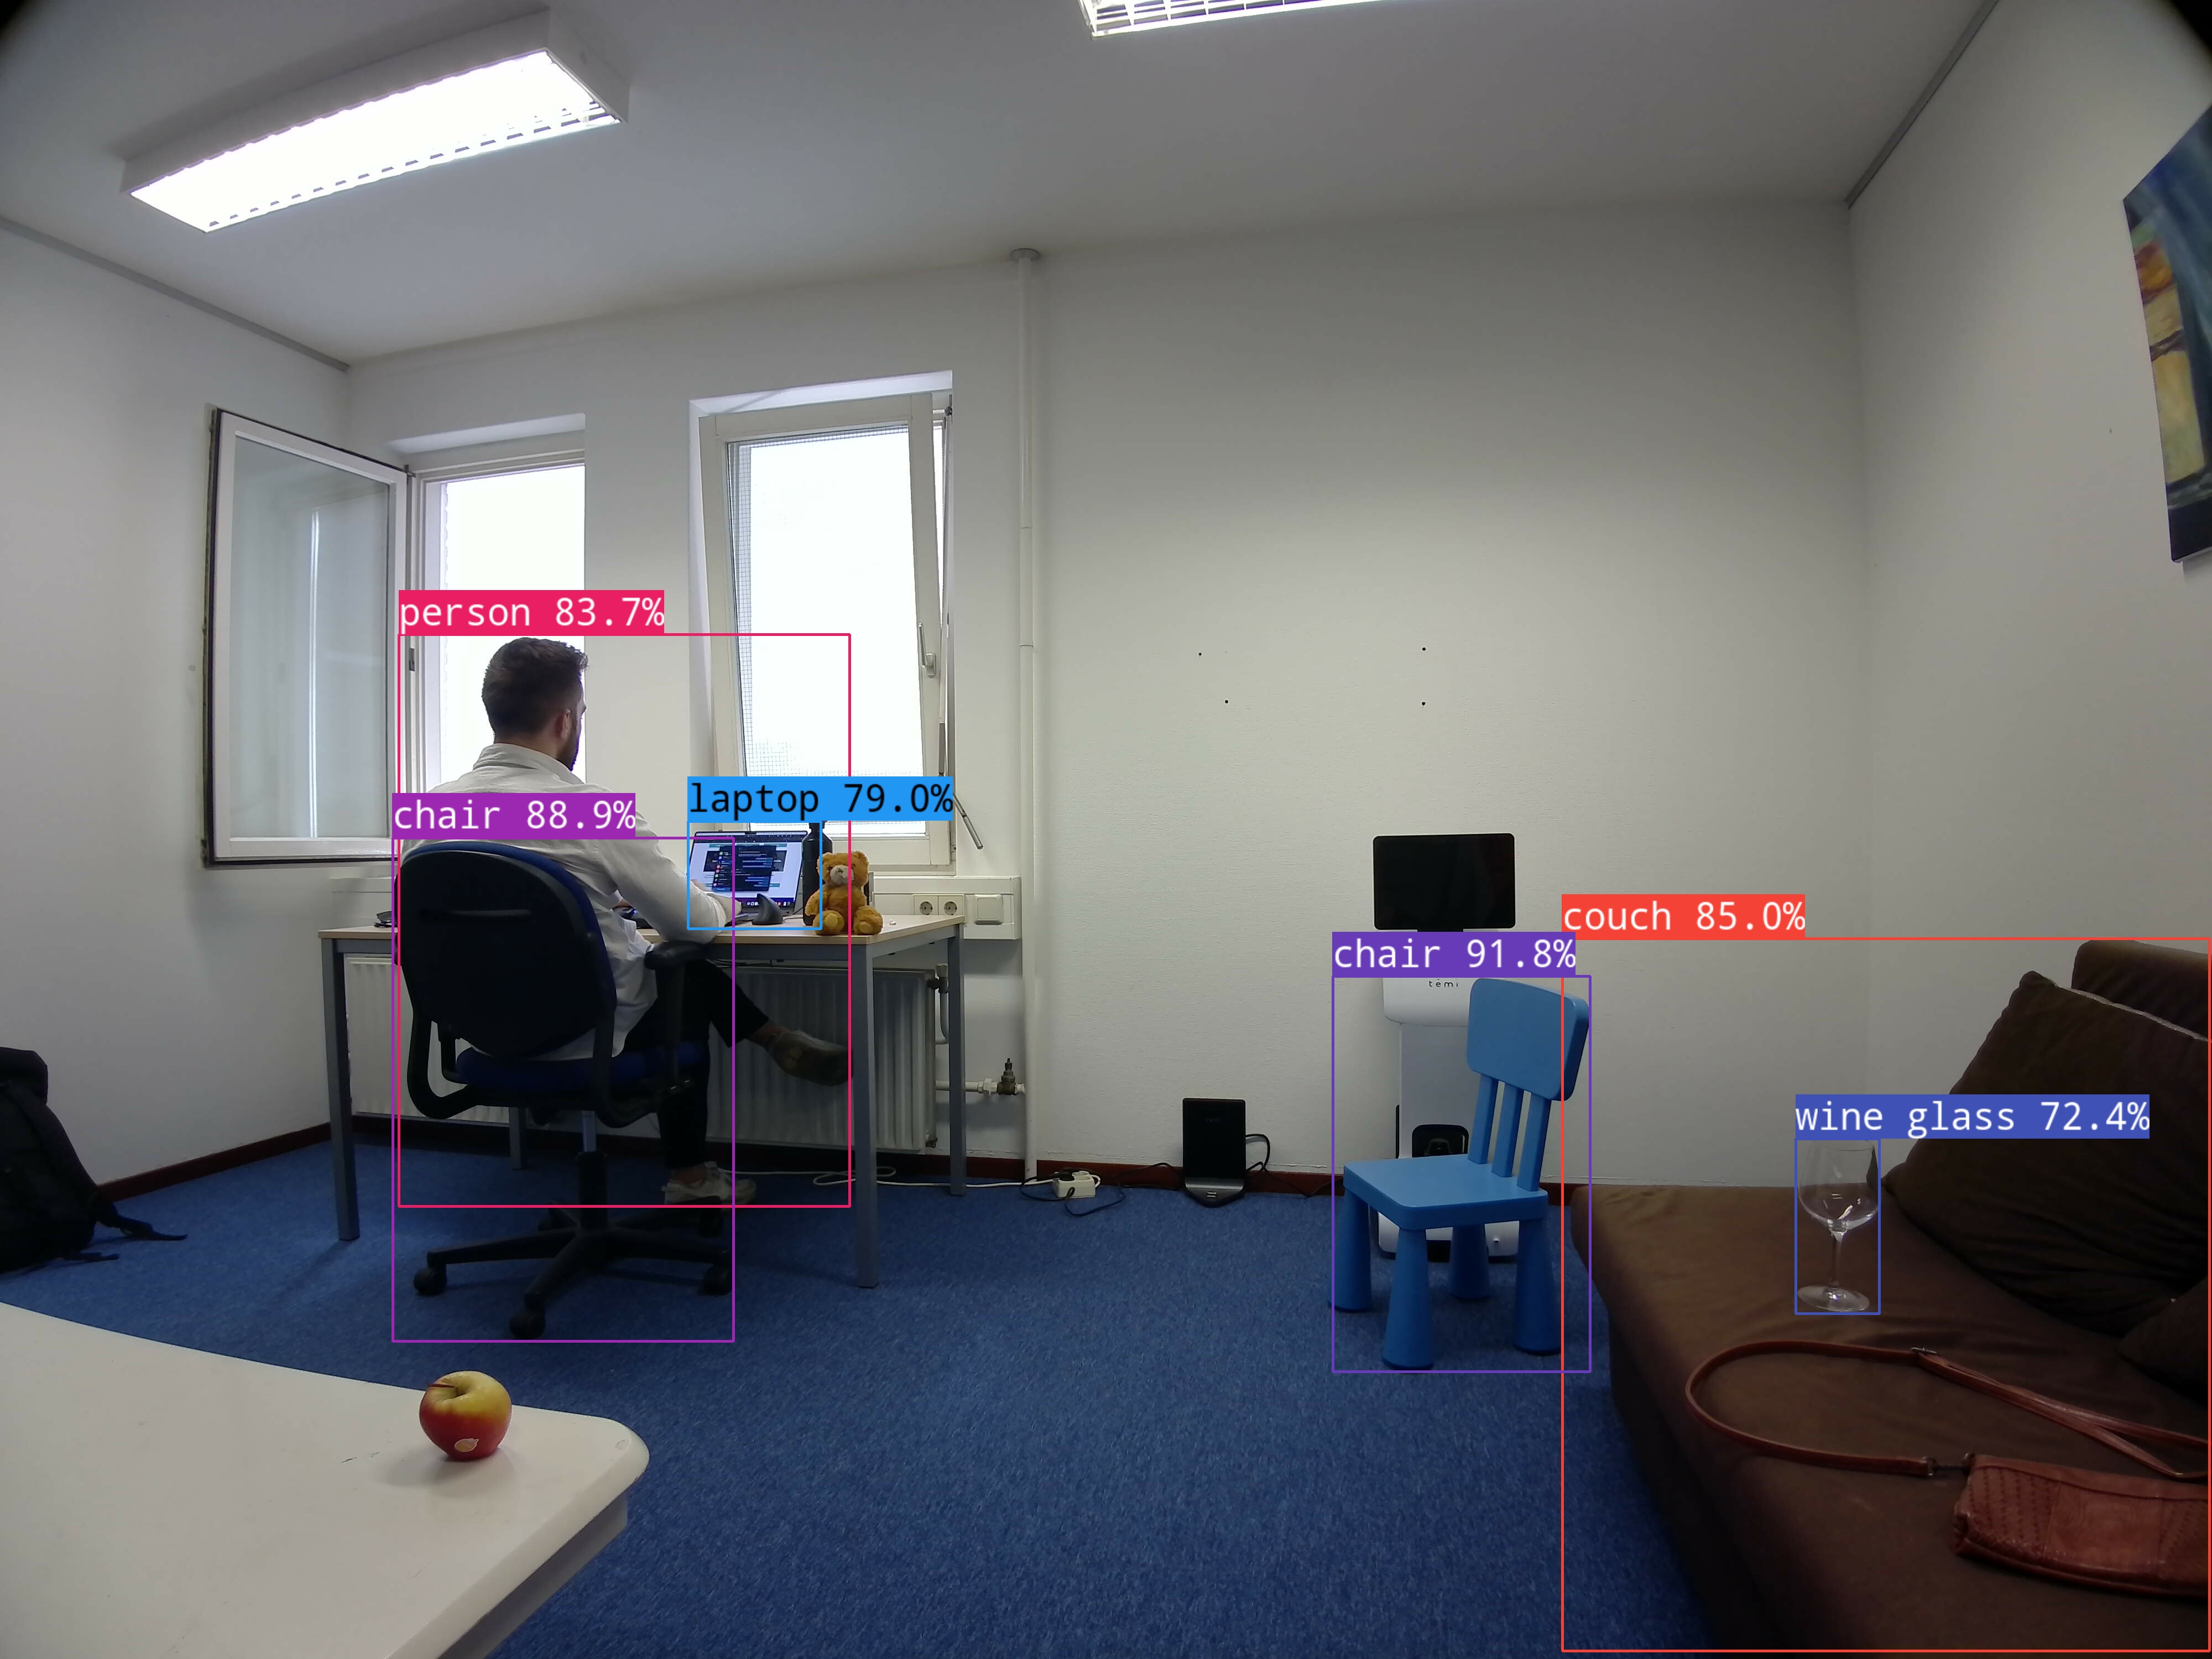 person 83.7%
laptop 79.0%
chair 88.9%
couch 85.0%
chair 91.8%
temi
wine glass 72.4%